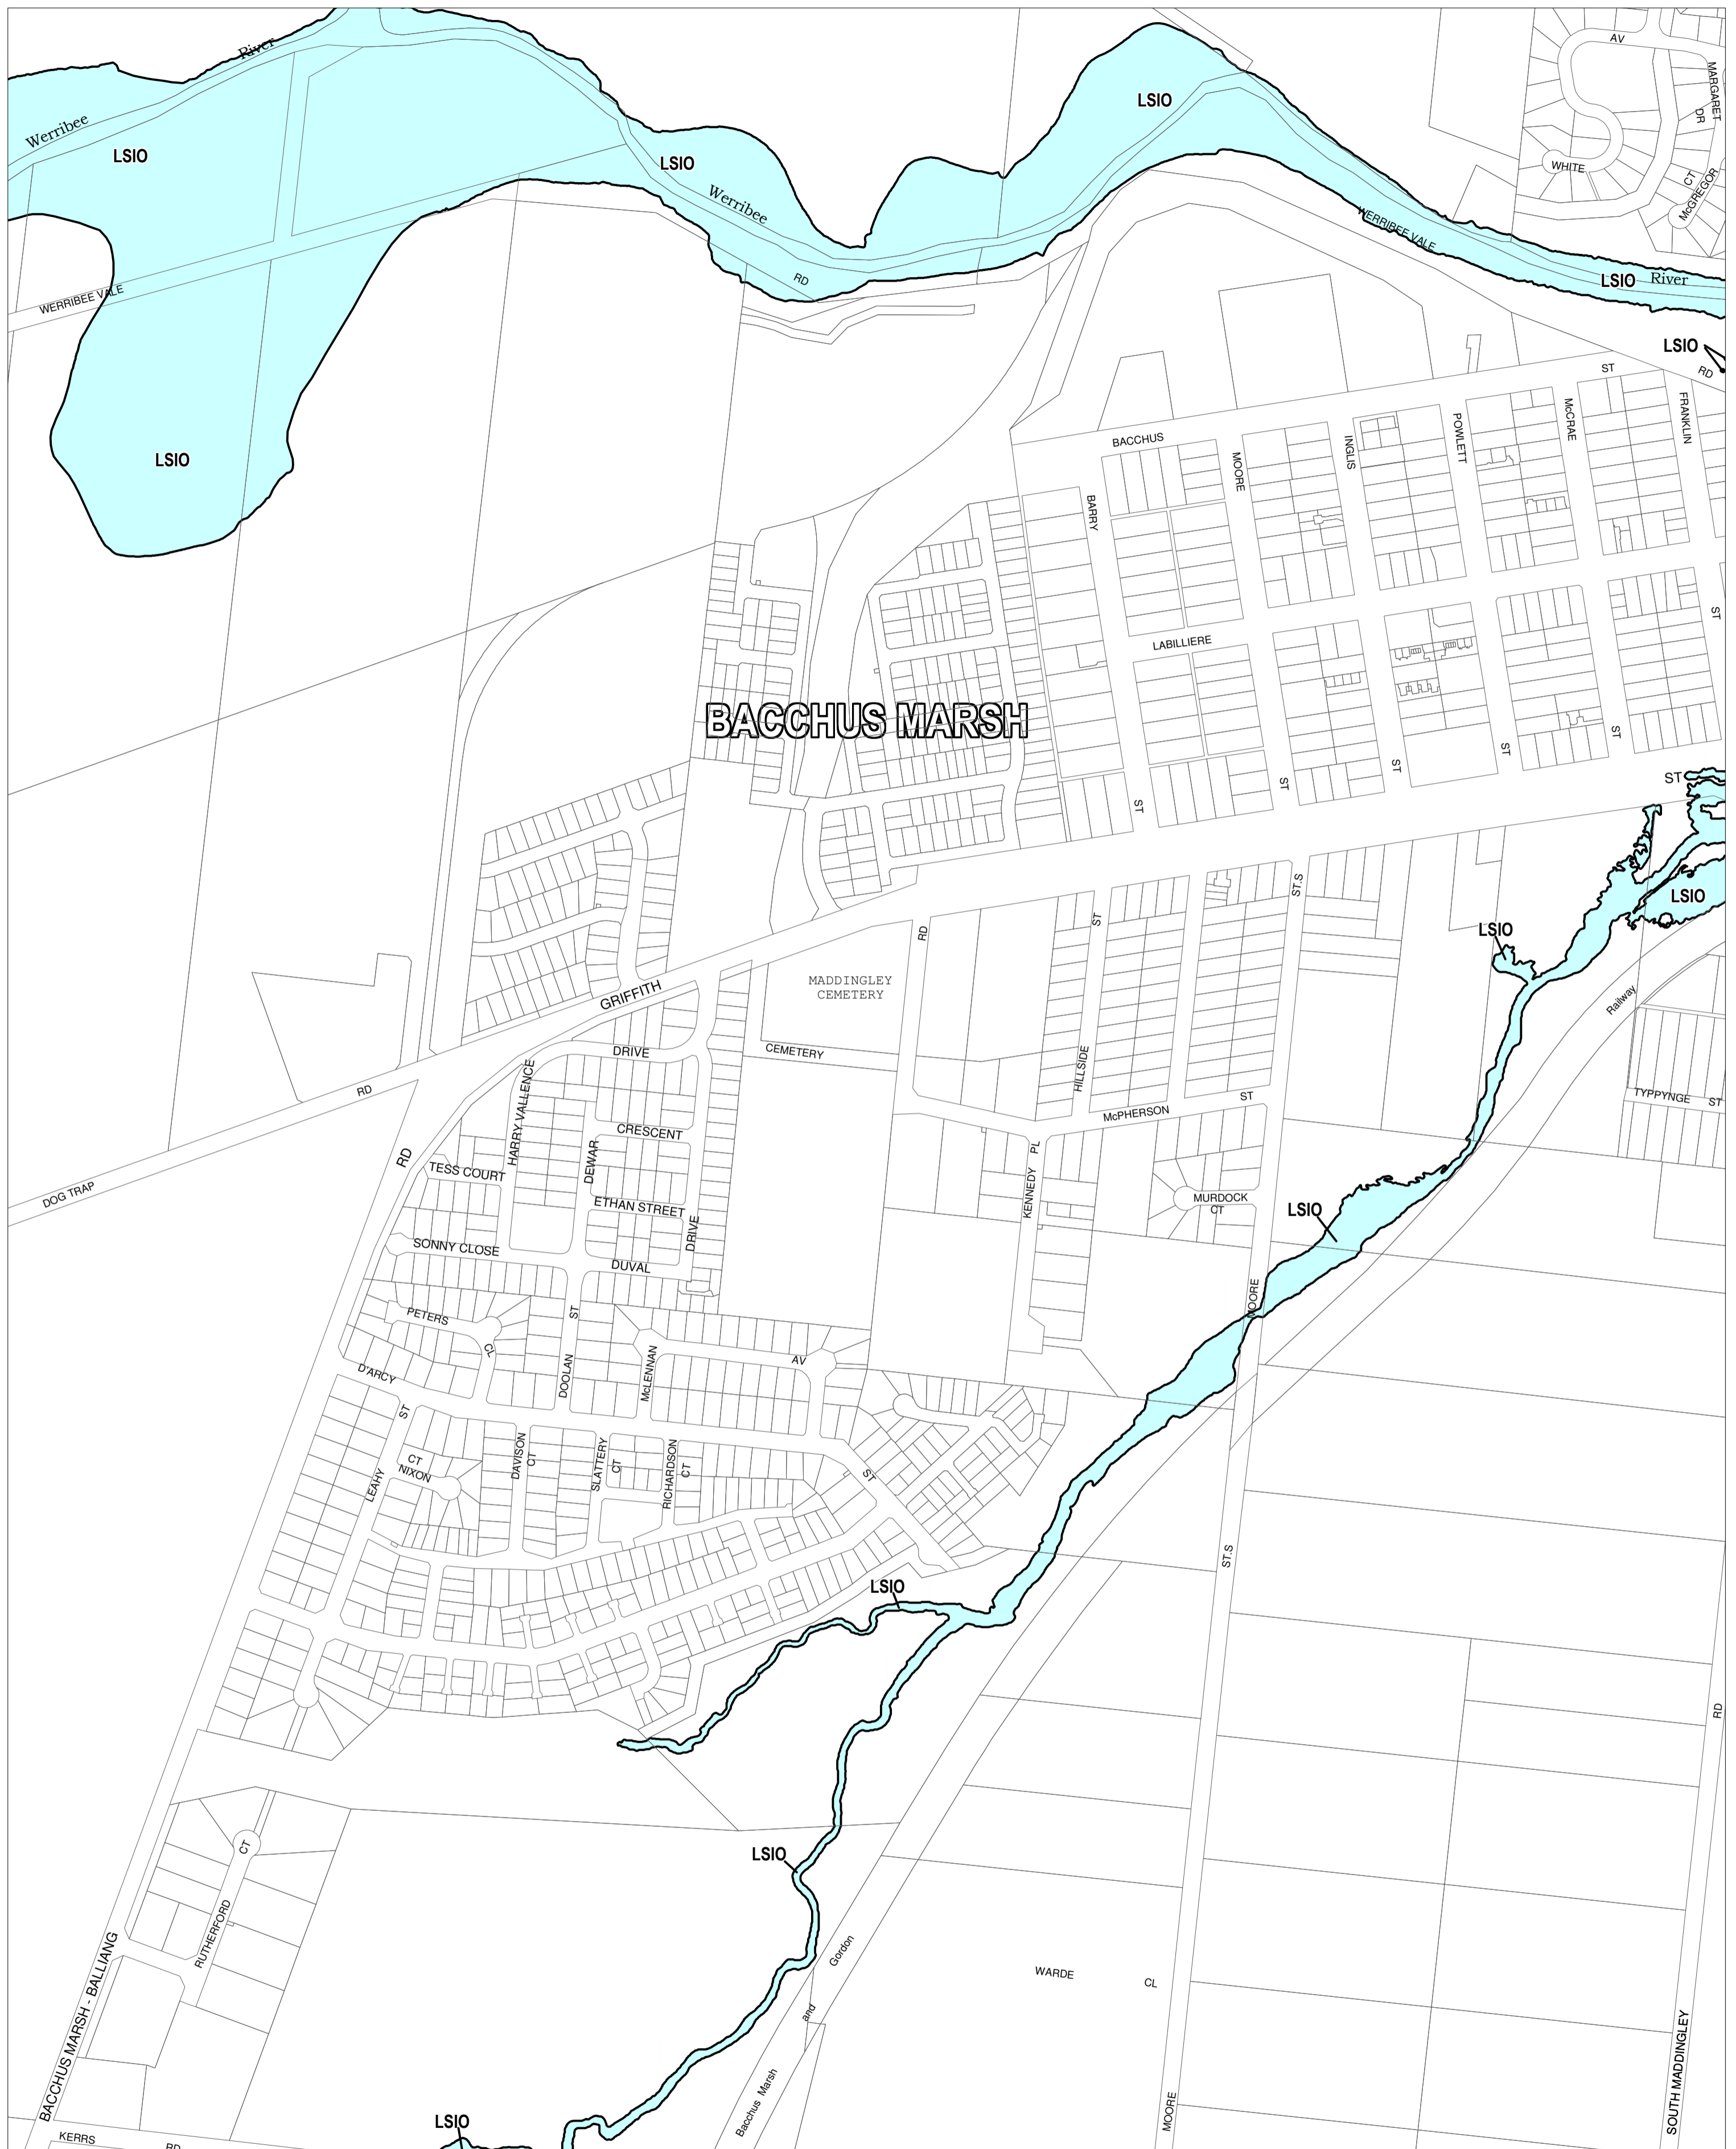 River
AV
MARGARET
DR
LSIO
Werribee
LSIO
LSIO
WHITE
CT
McGREGOR
Werribee
WERRIBEE VALE
RD
LSIO
River
WERRIBEE VALE
LSIO
RD
ST
BACCHUS
MOORE
INGLIS
POWLETT
McCRAE
FRANKLIN
LSIO
BARRY
LABILLIERE
ST
BACCHUS MARSH
ST
ST
ST
ST
ST
ST
LSIO
ST.S
ST
RD
LSIO
MADDINGLEY
CEMETERY
GRIFFITH
Railway
DRIVE
CEMETERY
HILLSIDE
RD
HARRY VALLENCE
TYPPYNGE ST
McPHERSON
ST
CRESCENT
DEWAR
KENNEDY PL
RD
TESS COURT
DOG TRAP
ETHAN STREET
MURDOCK
CT
LSIO
DRIVE
SONNY CLOSE
DUVAL
MOORE
PETERS
CL
ST
AV
D'ARCY
DOOLAN
McLENNAN
ST
DAVISON
CT
SLATTERY
CT
RICHARDSON
CT
CT
NIXON
LEAHY
ST
ST.S
LSIO
RD
CT
LSIO
RUTHERFORD
BACCHUS MARSH - BALLIANG
Gordon
WARDE CL
and
Bacchus Marsh
MOORE
SOUTH MADDINGLEY
LSIO
KERRS
RD